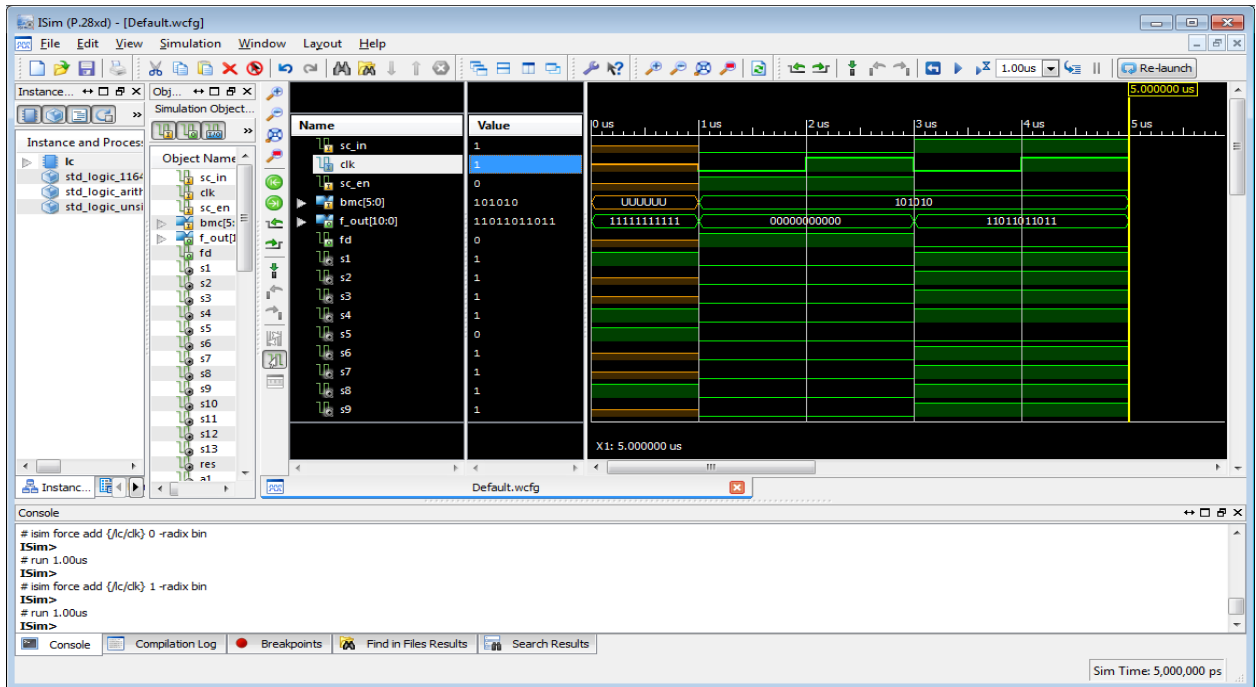 ISim (P.28xd) - [Default.wcfg]
File Edit View Simulation Window Layout Help
1.00us
Re-launch
Instance...
Instance and Process
lc
std_logic_1164
std_logic_arith
std_logic_unsi
Obj...
Simulation Object...
Object Name
sc_in
clk
sc_en
bmc[5:
f_out[1
fd
s1
s2
s3
s4
s5
s6
s7
s8
s9
s10
s11
s12
s13
res
a1
Name Value
sc_in 1
clk 1
sc_en 0
bmc[5:0] 101010
f_out[10:0] 11011011011
fd 0
s1 1
s2 1
s3 1
s4 1
s5 0
s6 1
s7 1
s8 1
s9 1
5.000000 us
0 us 1 us 2 us 3 us 4 us 5 us
UUUUUU 101010
11111111111 00000000000 11011011011
X1: 5.000000 us
Instanc...
Default.wcfg
Console
# isim force add {/lc/clk} 0 -radix bin
ISim>
# run 1.00us
ISim>
# isim force add {/lc/clk} 1 -radix bin
ISim>
# run 1.00us
ISim>
Console Compilation Log Breakpoints Find in Files Results Search Results
Sim Time: 5,000,000 ps